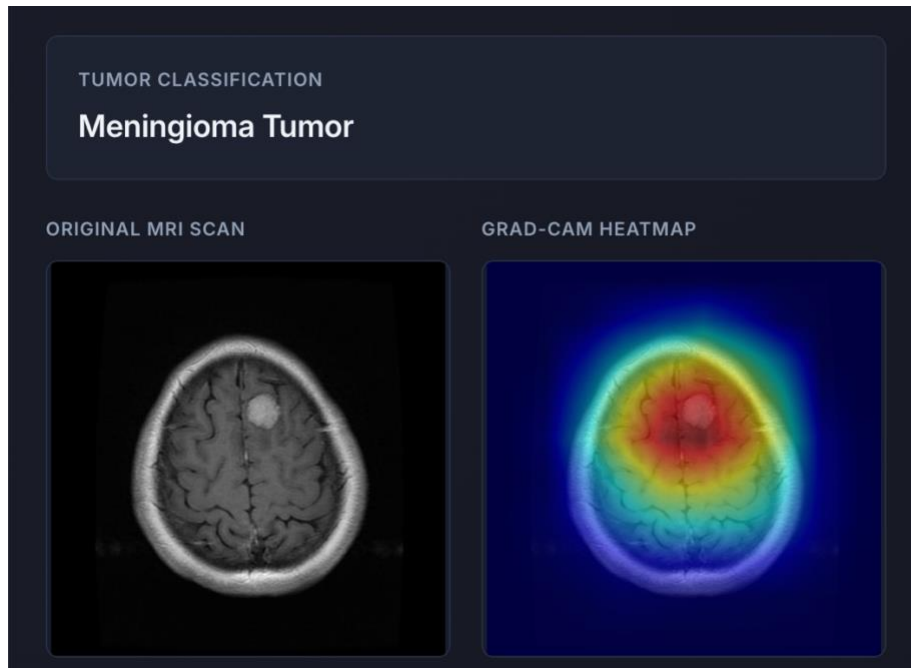 TUMOR CLASSIFICATION
Meningioma Tumor
ORIGINAL MRI SCAN
GRAD-CAM HEATMAP